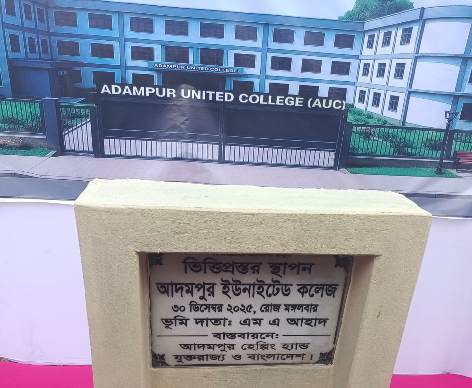 ADAMPUR UNITED COLLEGE
ADAMPUR UNITED COLLEGE (AUC)
ভিত্তিপ্রস্তর স্থাপন
আদমপুর ইউনাইটেড কলেজ
৩০ ডিসেম্বর ২০২৫, রোজ মঙ্গলবার
ভূমি দাতাঃ এম এ আহাদ
বাস্তবায়নে:
আদমপুর হেল্পিং হ্যান্ড
যুক্তরাজ্য ও বাংলাদেশ।